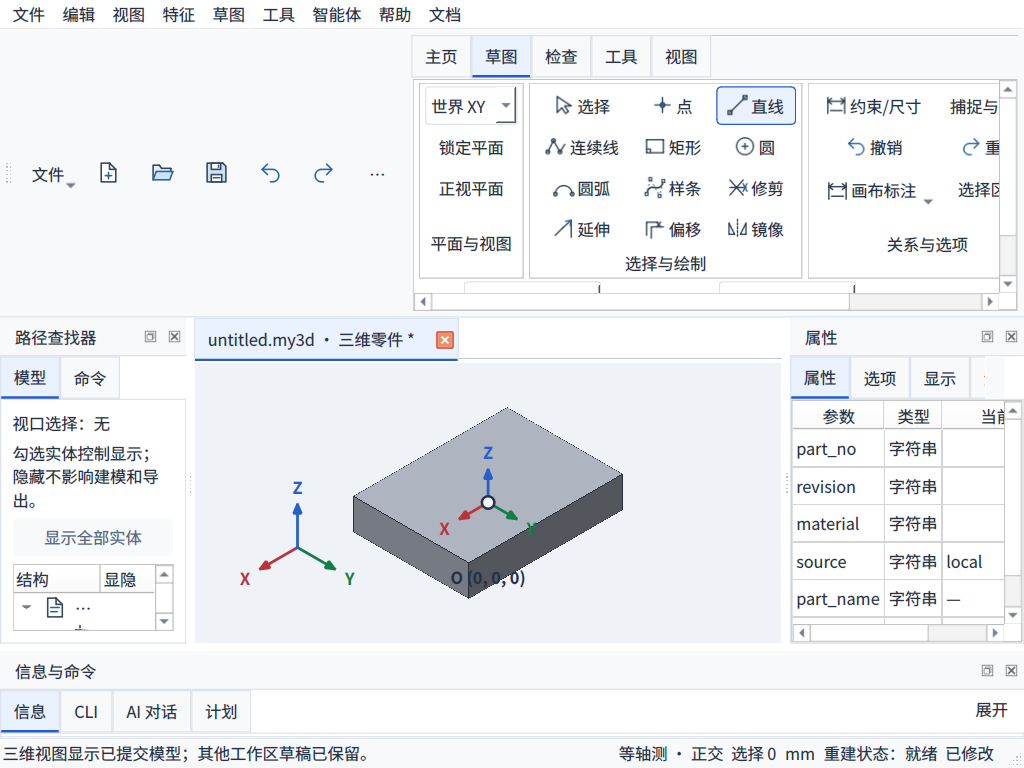 文件 编辑 视图 特征 草图 工具 智能体 帮助 文档
主页 草图 检查 工具 视图
世界 XY
选择 点 直线
约束/尺寸 捕捉与
锁定平面
连续线 矩形 圆
撤销 重
文件
...
正视平面
圆弧 样条 修剪
画布标注 选择区
延伸 偏移 镜像
平面与视图
选择与绘制
关系与选项
路径查找器
untitled.my3d · 三维零件 *
属性
模型 命令
属性 选项 显示
视口选择：无
勾选实体控制显示；
隐藏不影响建模和导
出。
显示全部实体
结构 显隐
...
Z
X
Y
Z
X
Y
O (0, 0, 0)
参数 类型 当前
part_no 字符串
revision 字符串
material 字符串
source 字符串 local
part_name 字符串 —
信息与命令
信息 CLI AI 对话 计划
展开
三维视图显示已提交模型；其他工作区草稿已保留。
等轴测 · 正交 选择 0 mm 重建状态：就绪 已修改